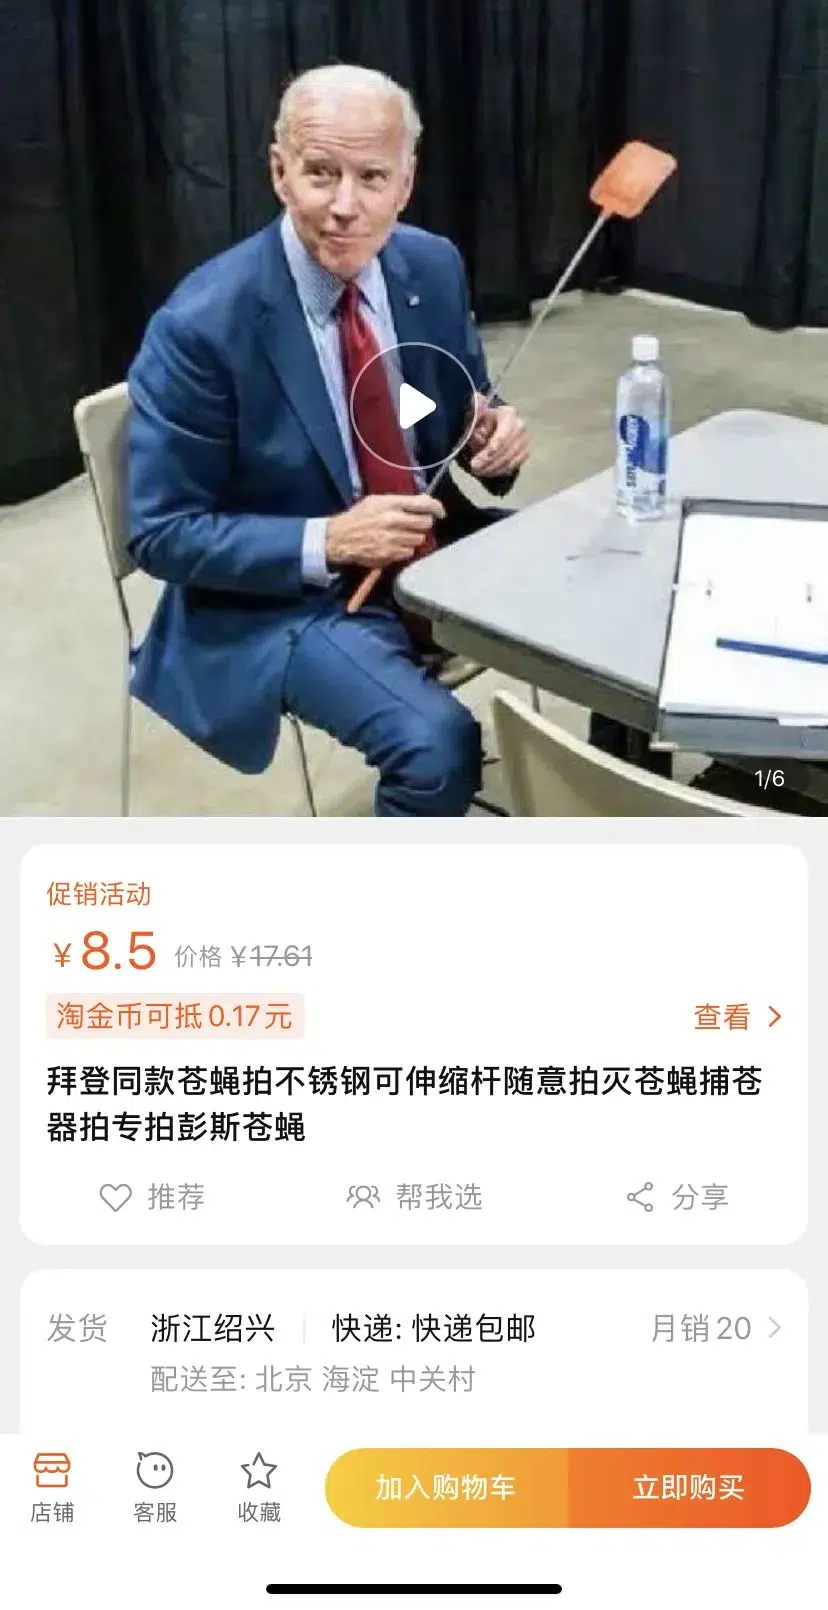 1/6
促销活动
¥8.5 价格 ¥17.61
淘金币可抵0.17元 查看
拜登同款苍蝇拍不锈钢可伸缩杆随意拍灭苍蝇捕苍
器拍专拍彭斯苍蝇
推荐 帮我选 分享
发货 浙江绍兴 快递: 快递包邮 月销20
配送至: 北京 海淀 中关村
店铺 客服 收藏 加入购物车 立即购买